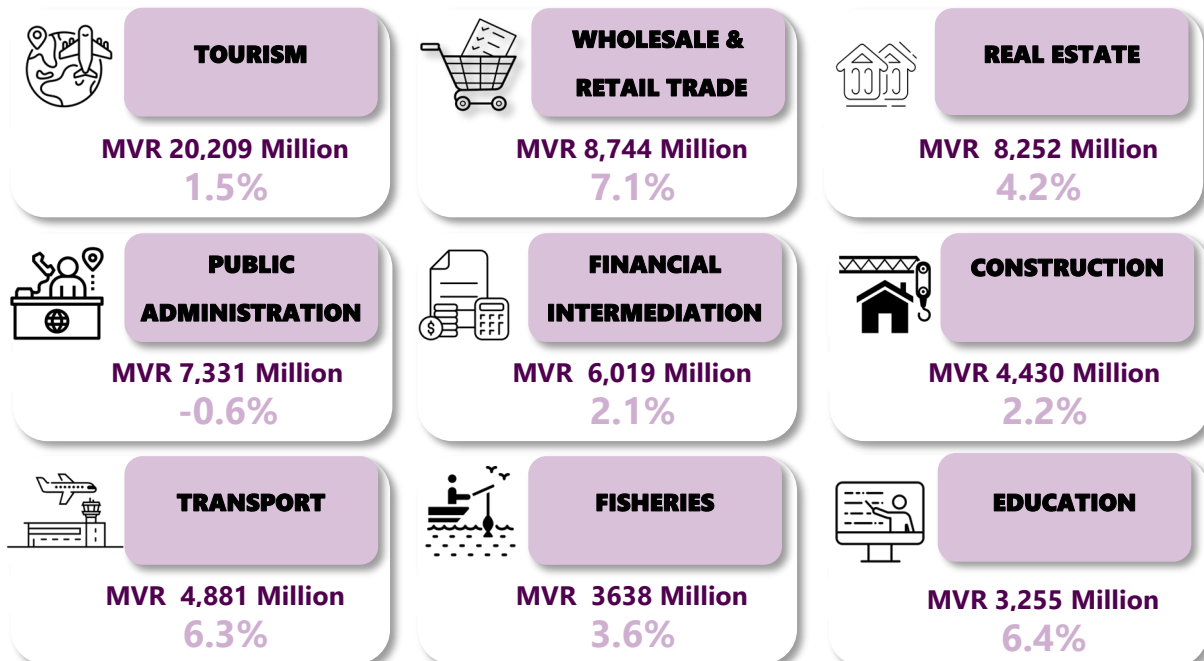 TOURISM
MVR 20,209 Million
1.5%
WHOLESALE &
RETAIL TRADE
MVR 8,744 Million
7.1%
REAL ESTATE
MVR 8,252 Million
4.2%
PUBLIC
ADMINISTRATION
MVR 7,331 Million
-0.6%
FINANCIAL
INTERMEDIATION
MVR 6,019 Million
2.1%
CONSTRUCTION
MVR 4,430 Million
2.2%
TRANSPORT
MVR 4,881 Million
6.3%
FISHERIES
MVR 3638 Million
3.6%
EDUCATION
MVR 3,255 Million
6.4%